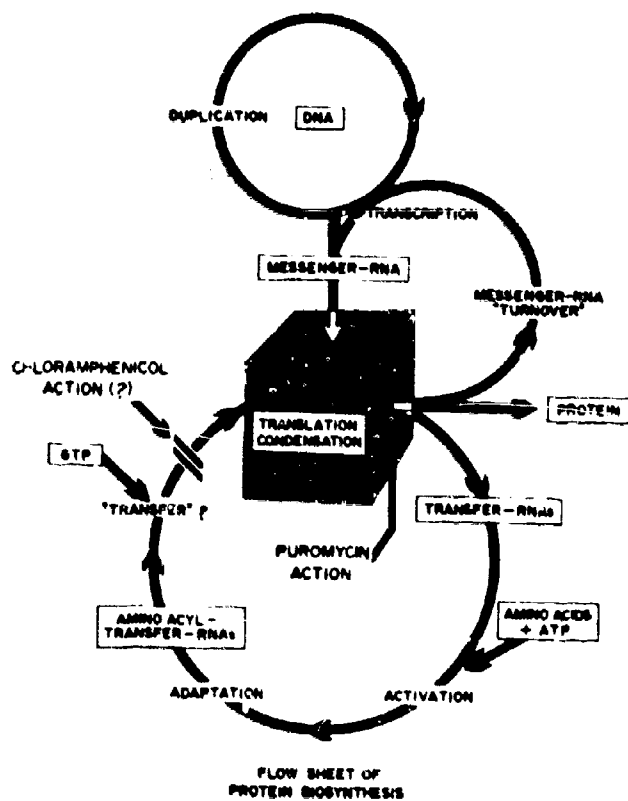 DUPLICATION
DNA
TRANSCRIPTION
MESSENGER-RNA
MESSENGER-RNA
"TURNOVER"
CHLORAMPHENICOL
ACTION (?)
TRANSLATION
CONDENSATION
PROTEIN
GTP
"TRANSFER" ?
TRANSFER-RNAs
PUROMYCIN
ACTION
AMINO ACYL-
TRANSFER-RNAs
AMINO ACIDS
+ ATP
ADAPTATION
ACTIVATION
FLOW SHEET OF
PROTEIN BIOSYNTHESIS